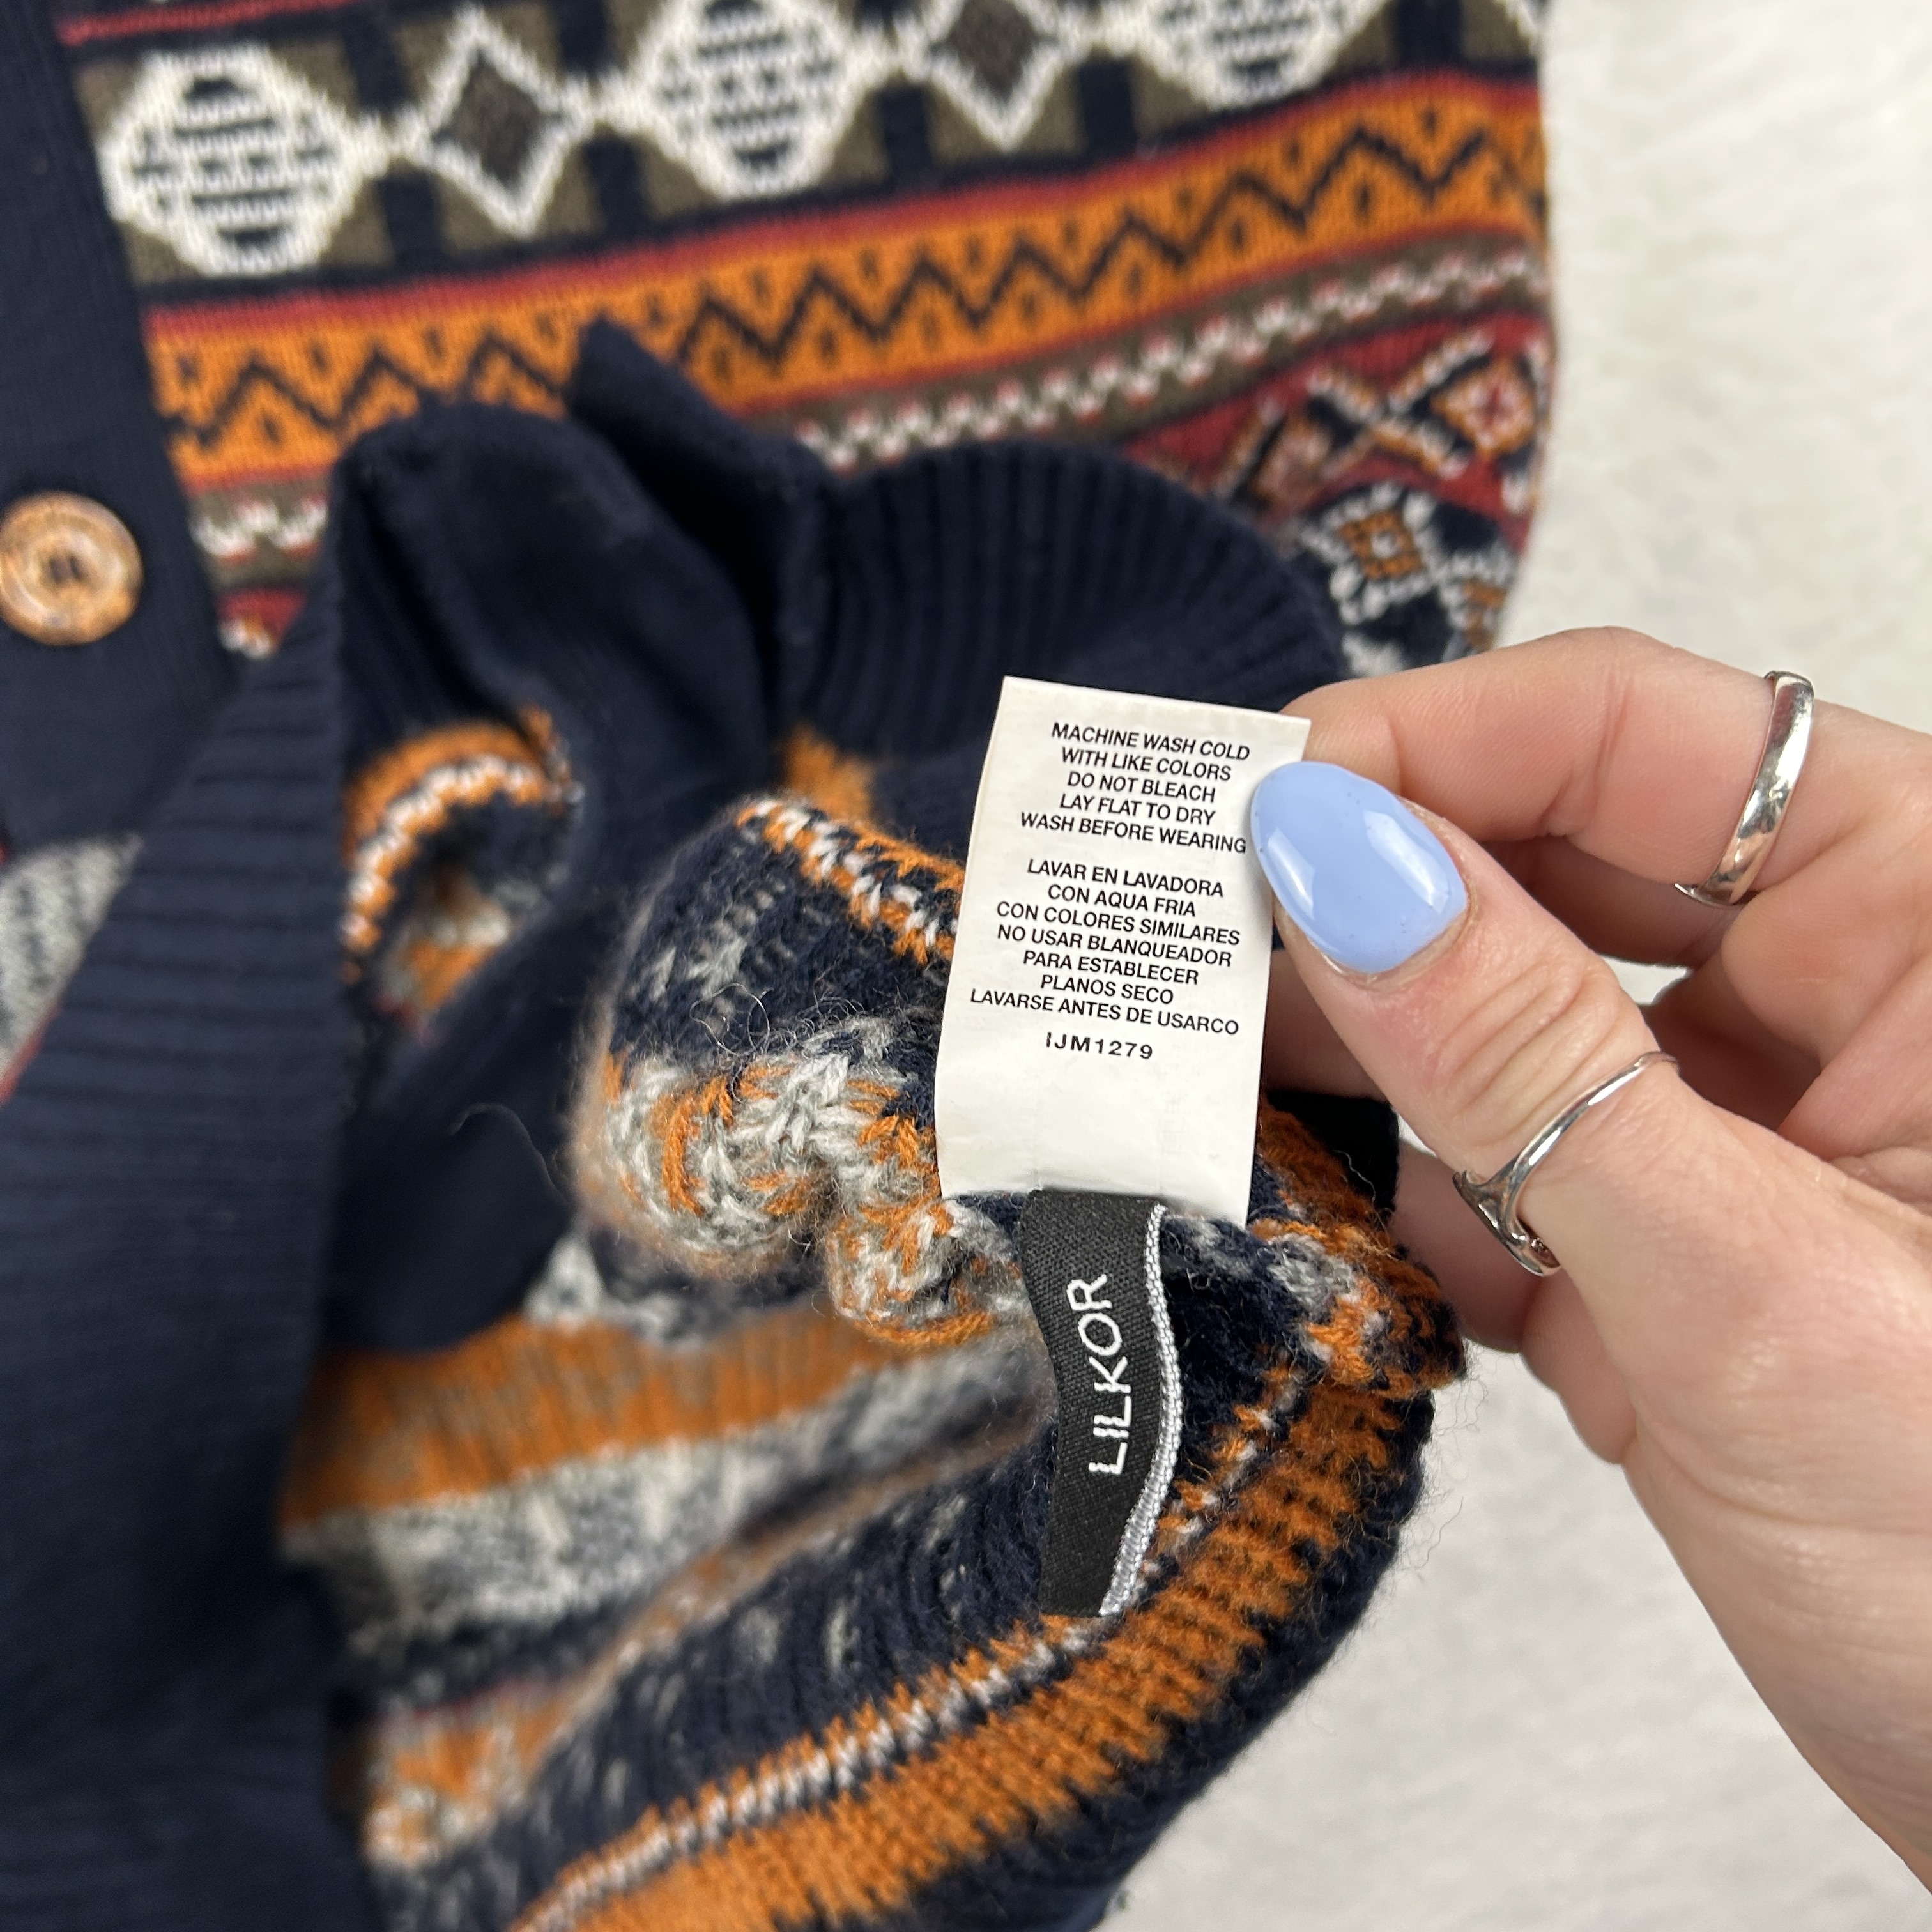 MACHINE WASH COLD
WITH LIKE COLORS
DO NOT BLEACH
LAY FLAT TO DRY
WASH BEFORE WEARING
LAVAR EN LAVADORA
CON AQUA FRIA
CON COLORES SIMILARES
NO USAR BLANQUEADOR
PARA ESTABLECER
PLANOS SECO
LAVARSE ANTES DE USARCO
IJM1279
LILKOR